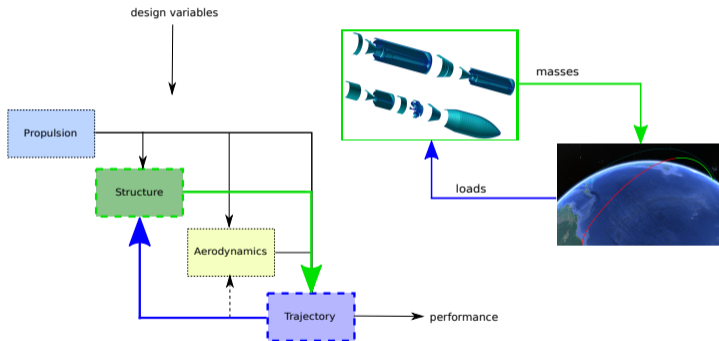 design variables
Propulsion
Structure
Aerodynamics
Trajectory
performance
masses
loads